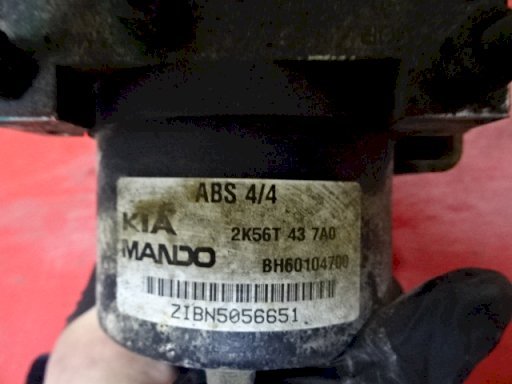 ABS 4/4
KIA
2K56T 43 7A0
MANDO
BH60104700
ZIBN5056651